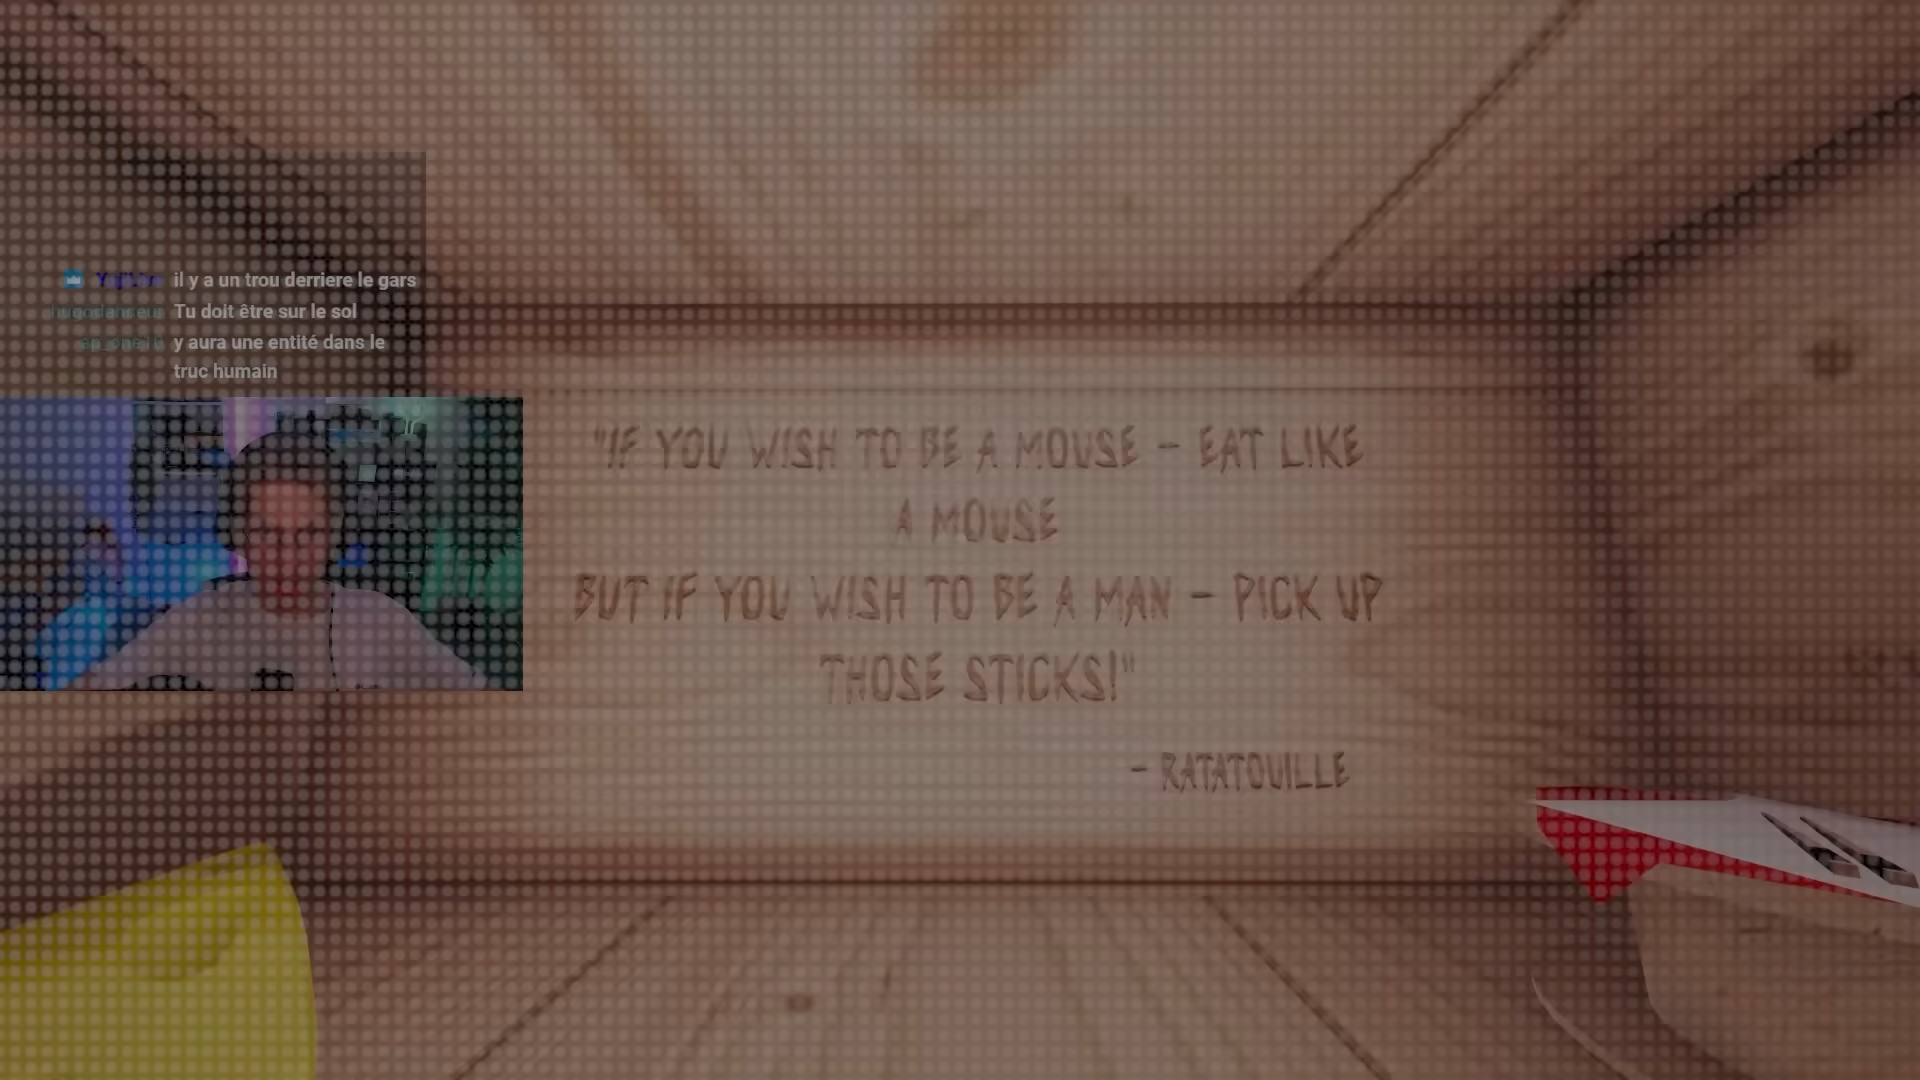 il y a un trou derriere le gars
hugodanseur Tu doit être sur le sol
ap_one10 y aura une entité dans le
truc humain
"IF YOU WISH TO BE A MOUSE – EAT LIKE
A MOUSE
BUT IF YOU WISH TO BE A MAN – PICK UP
THOSE STICKS!"
– RATATOUILLE